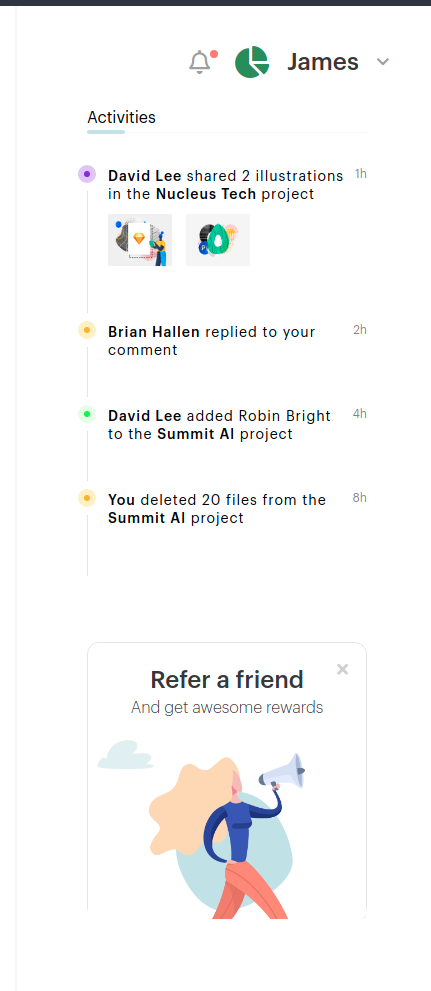 James
Activities
David Lee shared 2 illustrations 1h
in the Nucleus Tech project
Brian Hallen replied to your 2h
comment
David Lee added Robin Bright 4h
to the Summit AI project
You deleted 20 files from the 8h
Summit AI project
Refer a friend
And get awesome rewards